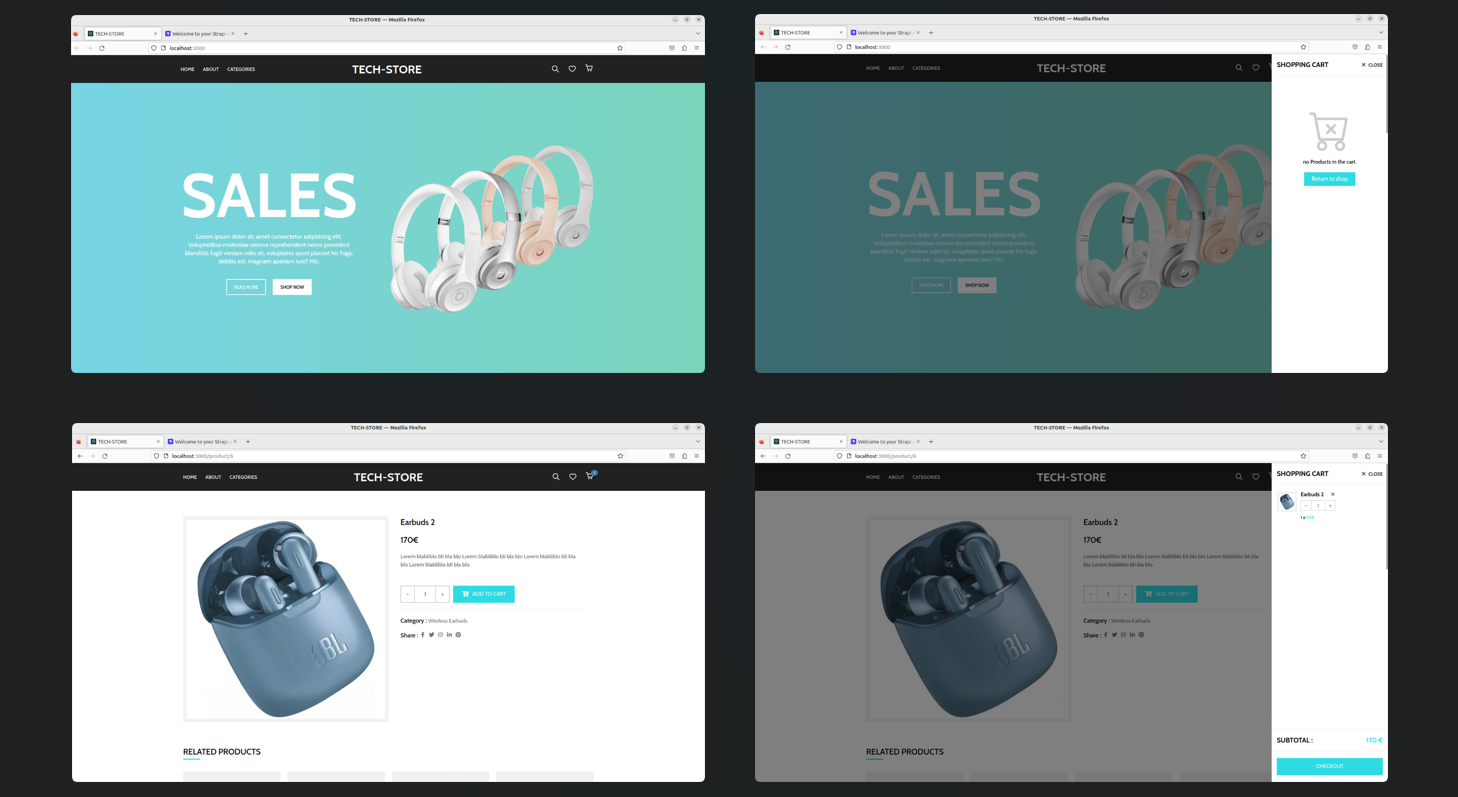 TECH-STORE — Mozilla Firefox
TECH-STORE
Welcome to your Strapi
localhost:3000
HOME ABOUT CATEGORIES
TECH-STORE
SALES
Lorem ipsum dolor sit, amet consectetur adipisicing elit.
Voluptatibus molestiae ratione reprehenderit nemo provident
blanditiis fugit veniam odio sit, voluptates quod placeat hic fuga,
debitis est, magnam aperiam iure? Hic.
READ MORE SHOP NOW
TECH-STORE — Mozilla Firefox
TECH-STORE
Welcome to your Strapi
localhost:3000
HOME ABOUT CATEGORIES
TECH-STORE
SALES
Lorem ipsum dolor sit, amet consectetur adipisicing elit.
Voluptatibus molestiae ratione reprehenderit nemo provident
blanditiis fugit veniam odio sit, voluptates quod placeat hic fuga,
debitis est, magnam aperiam iure? Hic.
READ MORE SHOP NOW
SHOPPING CART
CLOSE
no Products in the cart.
Return to shop
TECH-STORE — Mozilla Firefox
TECH-STORE
Welcome to your Strapi
localhost:3000/product/6
HOME ABOUT CATEGORIES
TECH-STORE
1
JBL
Earbuds 2
170€
Lorem blabliblo bli bla blo Lorem blabliblo bli bla blo Lorem blabliblo bli bla
blo Lorem blabliblo bli bla blo
- 1 +
ADD TO CART
Category : Wireless Earbuds
Share :
RELATED PRODUCTS
TECH-STORE — Mozilla Firefox
TECH-STORE
Welcome to your Strapi
localhost:3000/product/6
HOME ABOUT CATEGORIES
TECH-STORE
JBL
Earbuds 2
170€
Lorem blabliblo bli bla blo Lorem blabliblo bli bla blo Lorem blabliblo bli bla
blo Lorem blabliblo bli bla blo
- 1 +
ADD TO CART
Category : Wireless Earbuds
Share :
RELATED PRODUCTS
SHOPPING CART
CLOSE
Earbuds 2
- 1 +
SUBTOTAL :
170 €
CHECKOUT